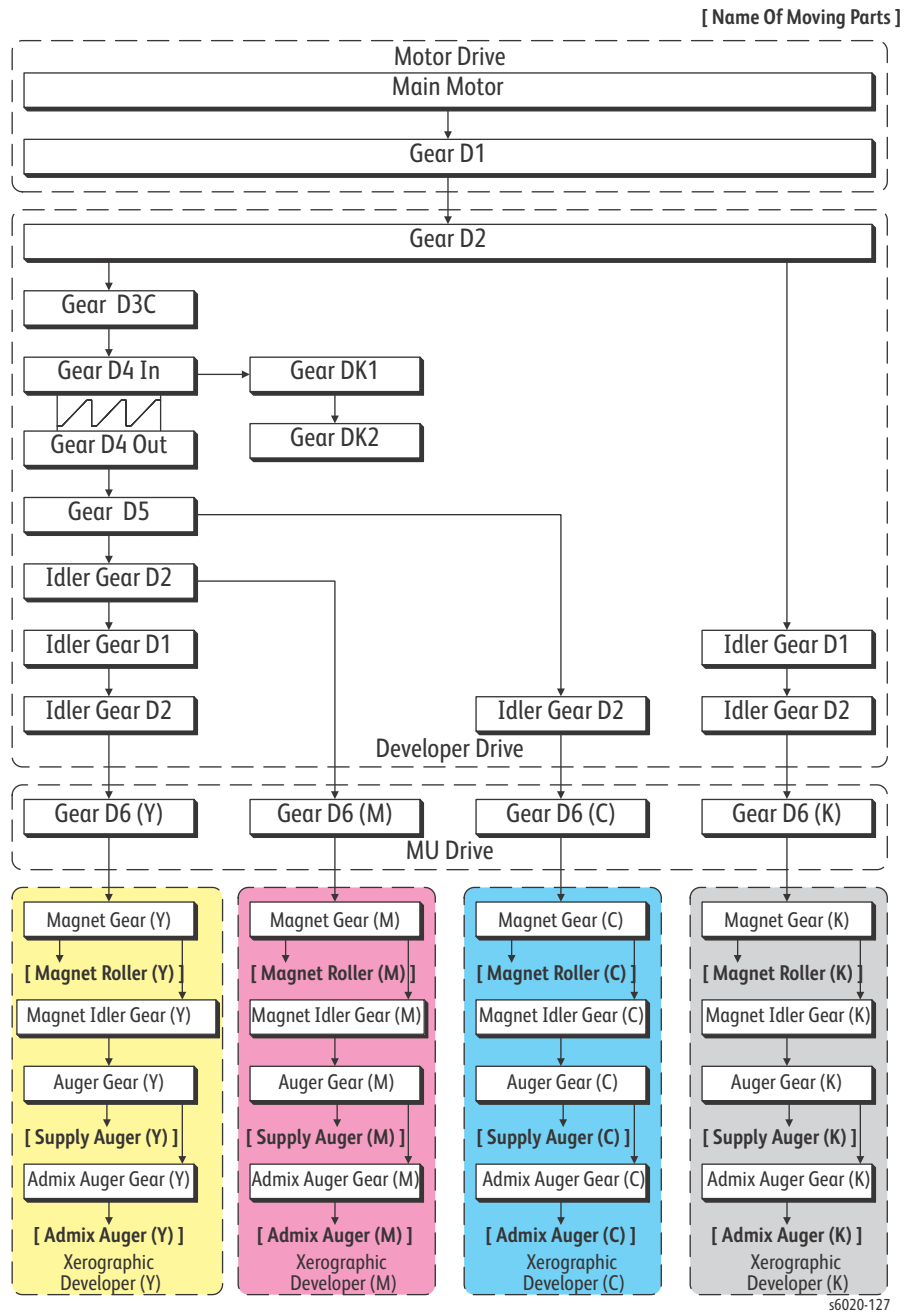 [ Name Of Moving Parts ]
Motor Drive
Main Motor
Gear D1
Gear D2
Gear D3C
Gear D4 In
Gear DK1
Gear D4 Out
Gear DK2
Gear D5
Idler Gear D2
Idler Gear D1
Idler Gear D1
Idler Gear D2
Idler Gear D2
Idler Gear D2
Developer Drive
Gear D6 (Y)
Gear D6 (M)
Gear D6 (C)
Gear D6 (K)
MU Drive
Magnet Gear (Y)
[ Magnet Roller (Y) ]
Magnet Idler Gear (Y)
Auger Gear (Y)
[ Supply Auger (Y) ]
Admix Auger Gear (Y)
[ Admix Auger (Y) ]
Xerographic
Developer (Y)
Magnet Gear (M)
[ Magnet Roller (M) ]
Magnet Idler Gear (M)
Auger Gear (M)
[ Supply Auger (M) ]
Admix Auger Gear (M)
[ Admix Auger (M) ]
Xerographic
Developer (M)
Magnet Gear (C)
[ Magnet Roller (C) ]
Magnet Idler Gear (C)
Auger Gear (C)
[ Supply Auger (C) ]
Admix Auger Gear (C)
[ Admix Auger (C) ]
Xerographic
Developer (C)
Magnet Gear (K)
[ Magnet Roller (K) ]
Magnet Idler Gear (K)
Auger Gear (K)
[ Supply Auger (K) ]
Admix Auger Gear (K)
[ Admix Auger (K) ]
Xerographic
Developer (K)
s6020-127